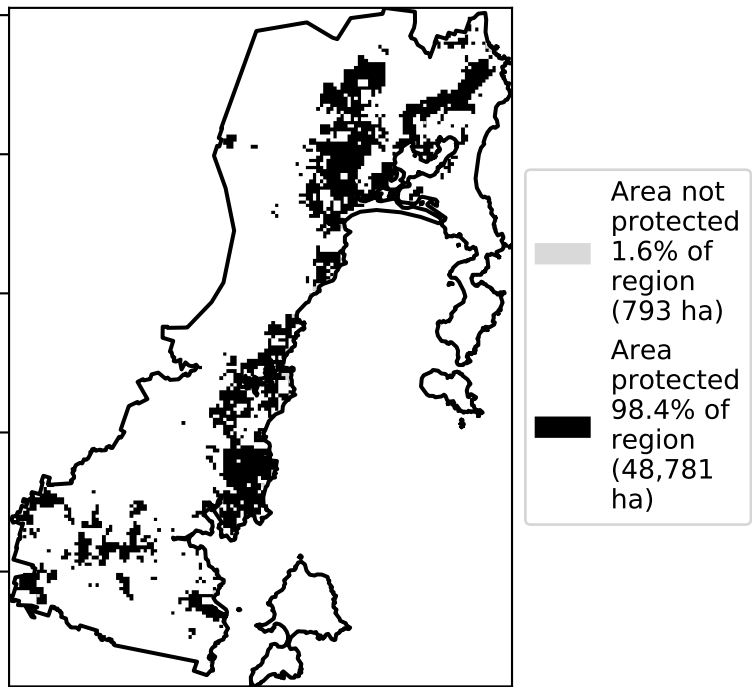 Area not
protected
1.6% of
region
(793 ha)
Area
protected
98.4% of
region
(48,781
ha)